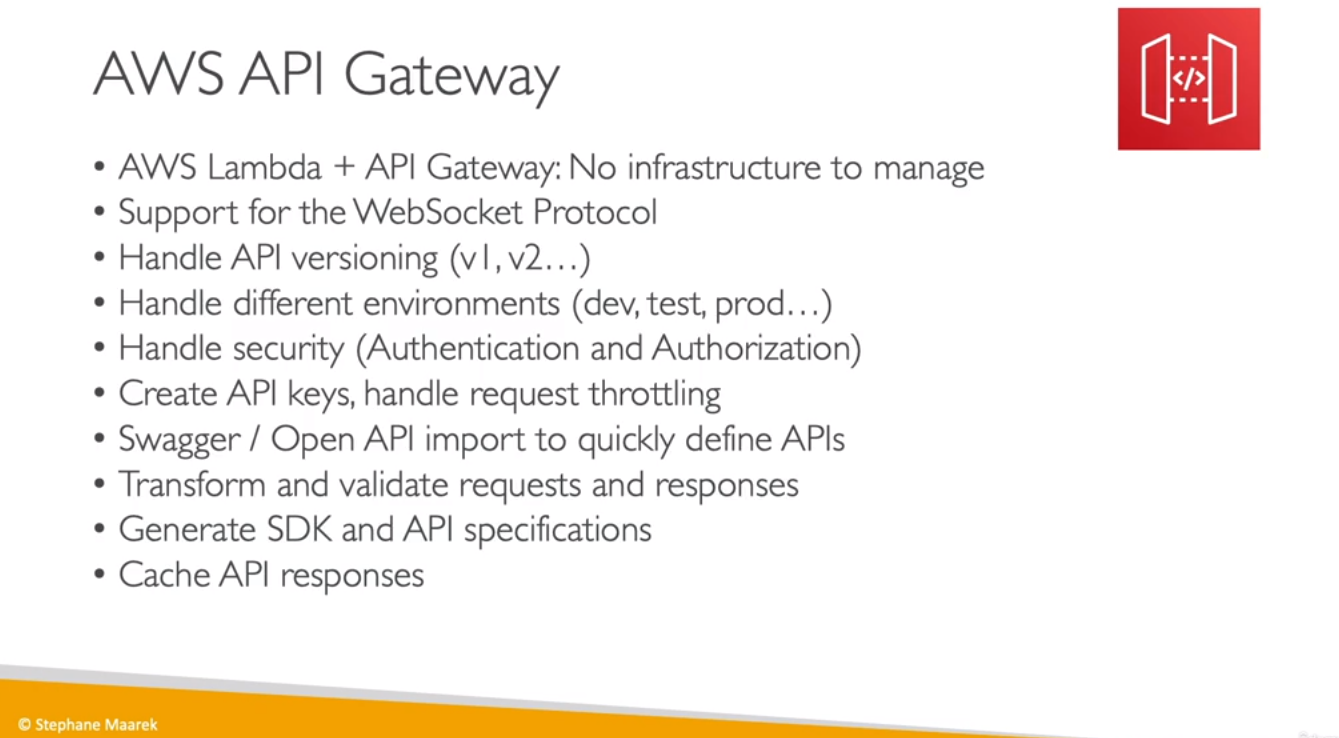 AWS API Gateway
</>
• AWS Lambda + API Gateway: No infrastructure to manage
• Support for the WebSocket Protocol
• Handle API versioning (v1, v2…)
• Handle different environments (dev, test, prod…)
• Handle security (Authentication and Authorization)
• Create API keys, handle request throttling
• Swagger / Open API import to quickly define APIs
• Transform and validate requests and responses
• Generate SDK and API specifications
• Cache API responses
© Stephane Maarek